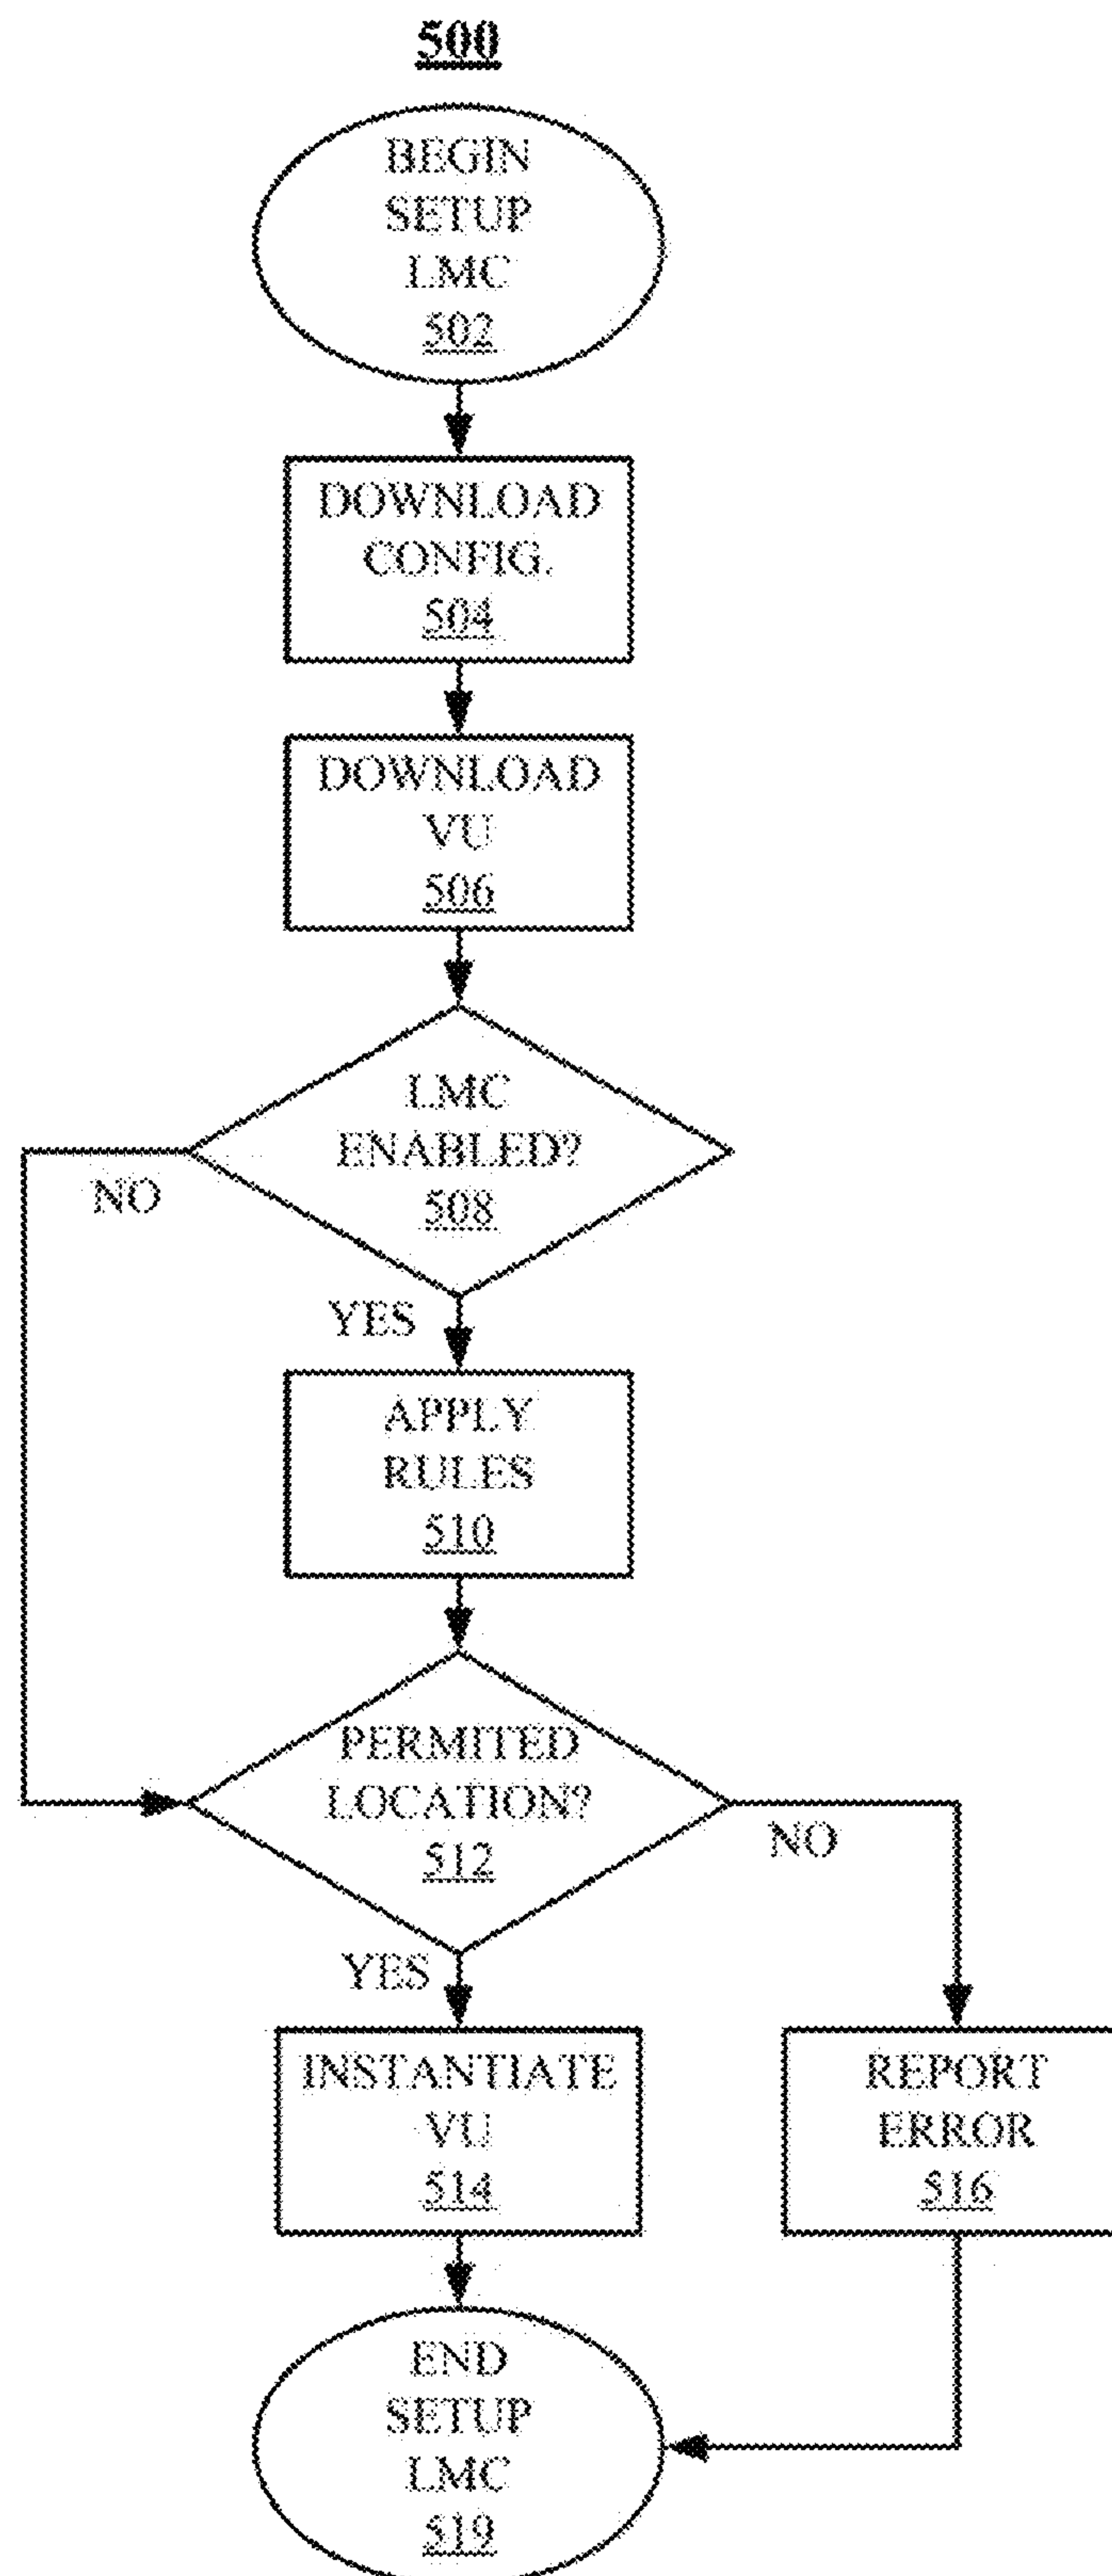 500
BEGIN
SETUP
LMC
502
DOWNLOAD
CONFIG.
504
DOWNLOAD
VU
506
LMC
ENABLED?
508
NO
YES
APPLY
RULES
510
PERMITED
LOCATION?
512
NO
YES
INSTANTIATE
VU
514
REPORT
ERROR
516
END
SETUP
LMC
519